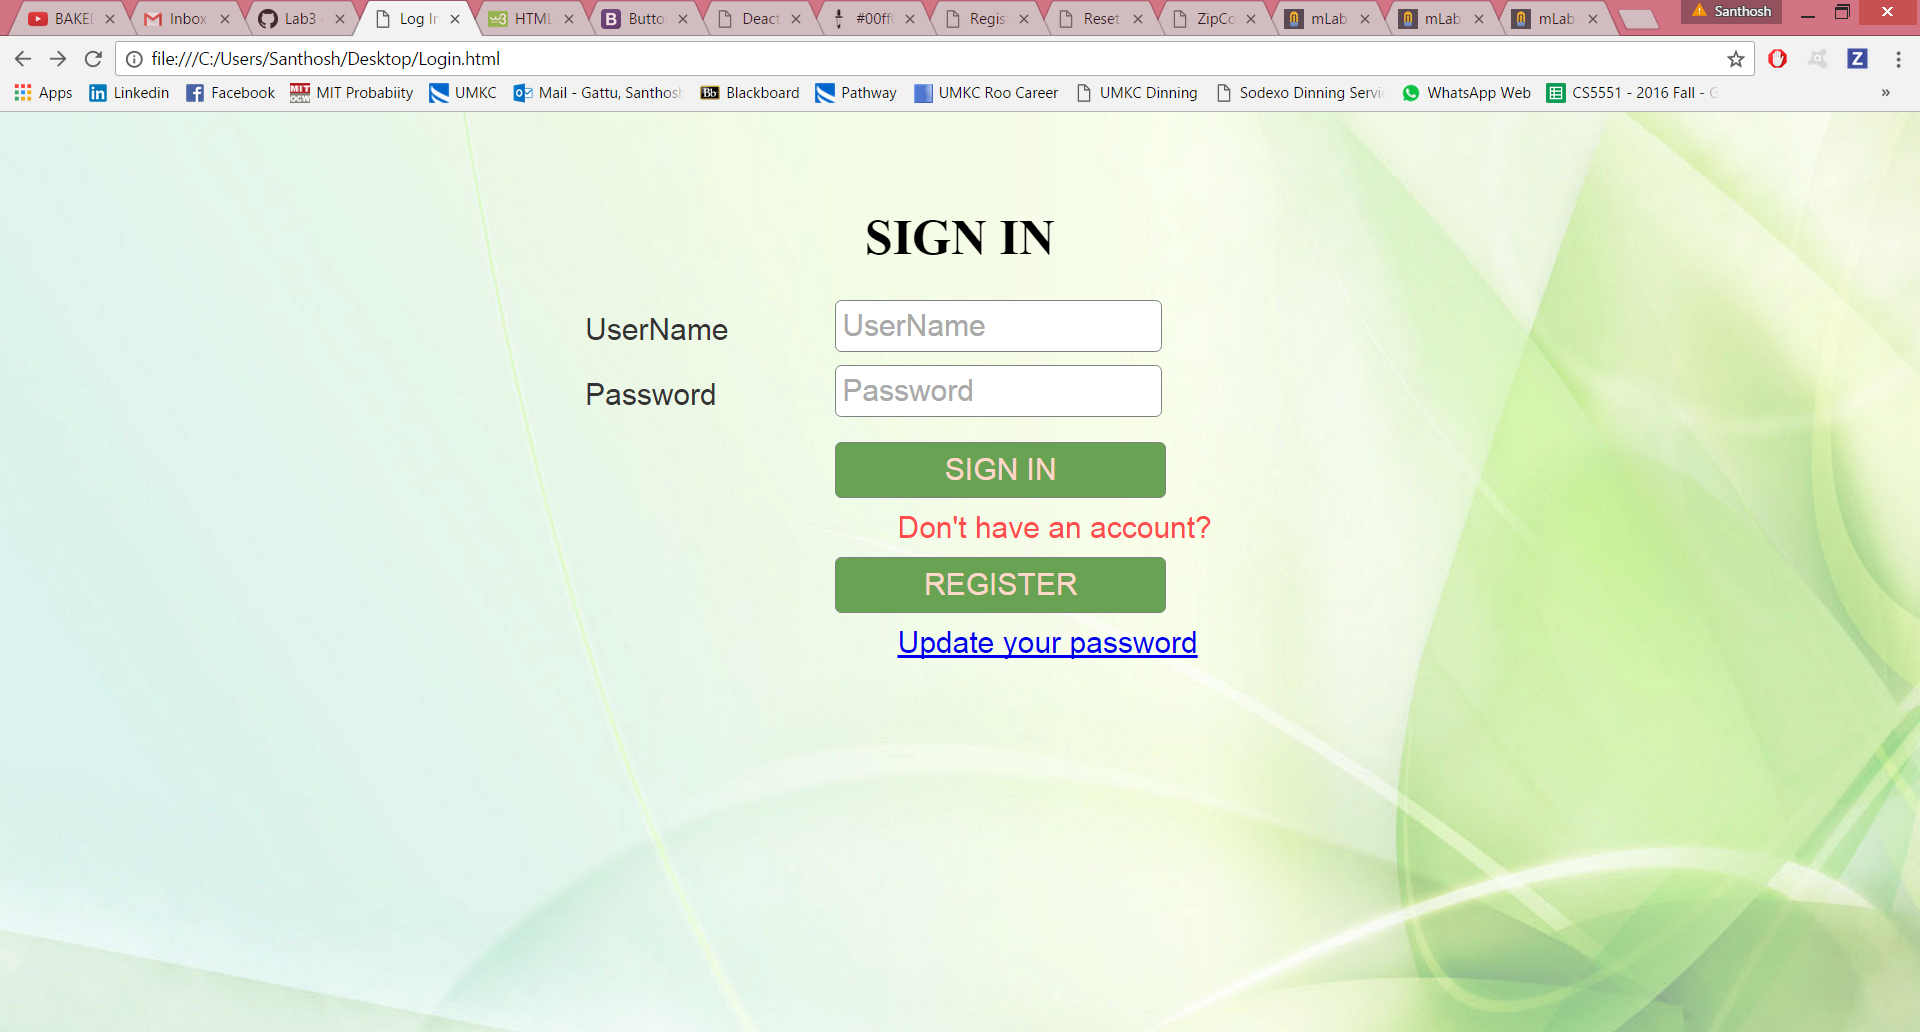 BAKE Inbox Lab3 Log In HTML Butto Deact #00ff Regis Reset ZipCo mLab mLab mLab Santhosh
file:///C:/Users/Santhosh/Desktop/Login.html
Apps Linkedin Facebook MIT Probabiity UMKC Mail - Gattu, Santhosh Blackboard Pathway UMKC Roo Career UMKC Dinning Sodexo Dinning Servi WhatsApp Web CS5551 - 2016 Fall - G »
SIGN IN
UserName UserName
Password Password
SIGN IN
Don't have an account?
REGISTER
Update your password